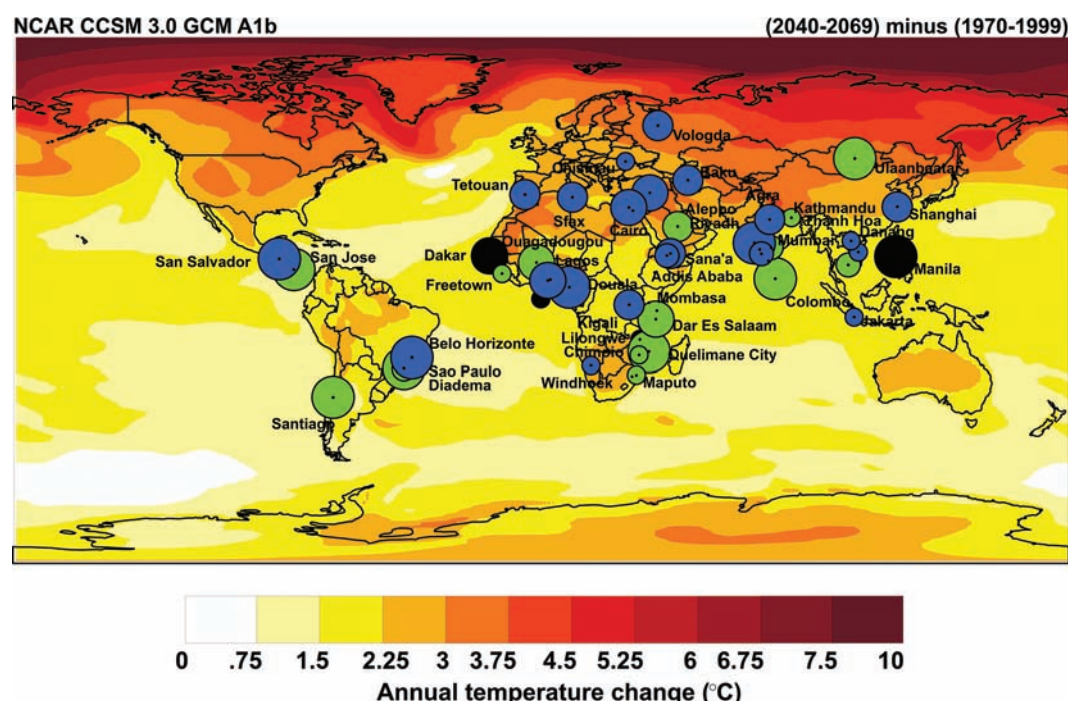 NCAR CCSM 3.0 GCM A1b (2040-2069) minus (1970-1999)
Vologda
Chisinau
Baku
Ulaanbaatar
Tetouan
Agra
Kathmandu
Sfax
Aleppo
Thanh Hoa
Shanghai
Cairo
Riyadh
Danang
Dakar
Ouagadougou
Mumbai
San Salvador
San Jose
Lagos
Sana'a
Manila
Freetown
Douala
Addis Ababa
Mombasa
Colombo
Jakarta
Kigali
Dar Es Salaam
Lilongwe
Belo Horizonte
Chimoio
Quelimane City
Sao Paulo
Windhoek
Maputo
Diadema
Santiago
0 .75 1.5 2.25 3 3.75 4.5 5.25 6 6.75 7.5 10
Annual temperature change (°C)